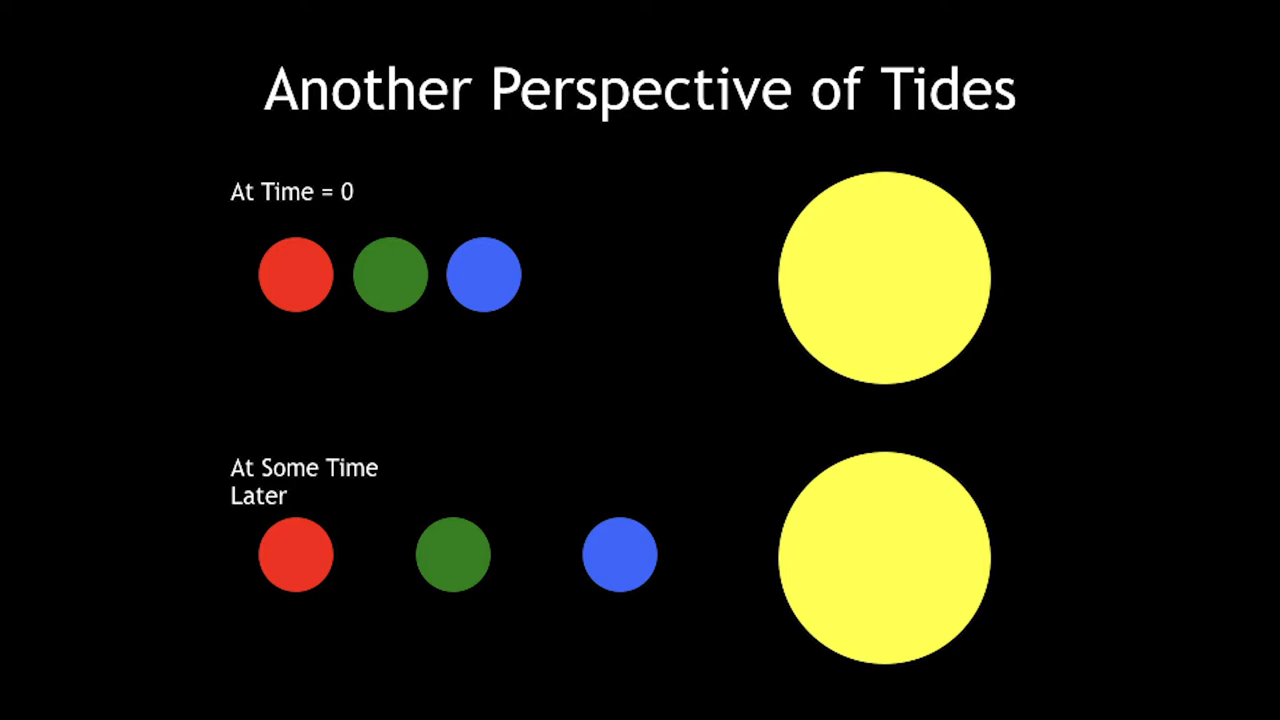 Another Perspective of Tides
At Time = 0
At Some Time
Later